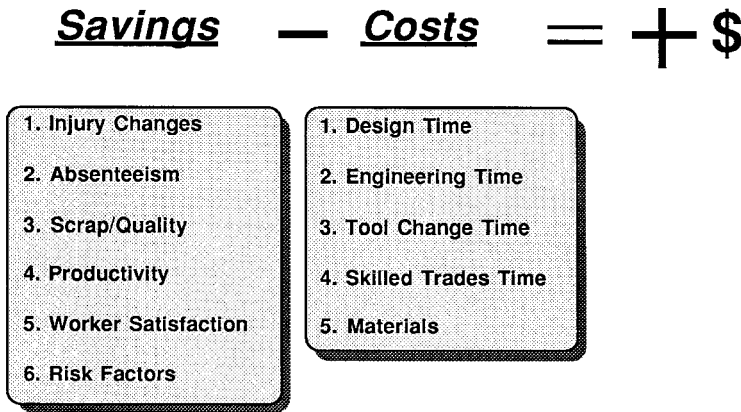 Savings — Costs = + $
1. Injury Changes
2. Absenteeism
3. Scrap/Quality
4. Productivity
5. Worker Satisfaction
6. Risk Factors
1. Design Time
2. Engineering Time
3. Tool Change Time
4. Skilled Trades Time
5. Materials